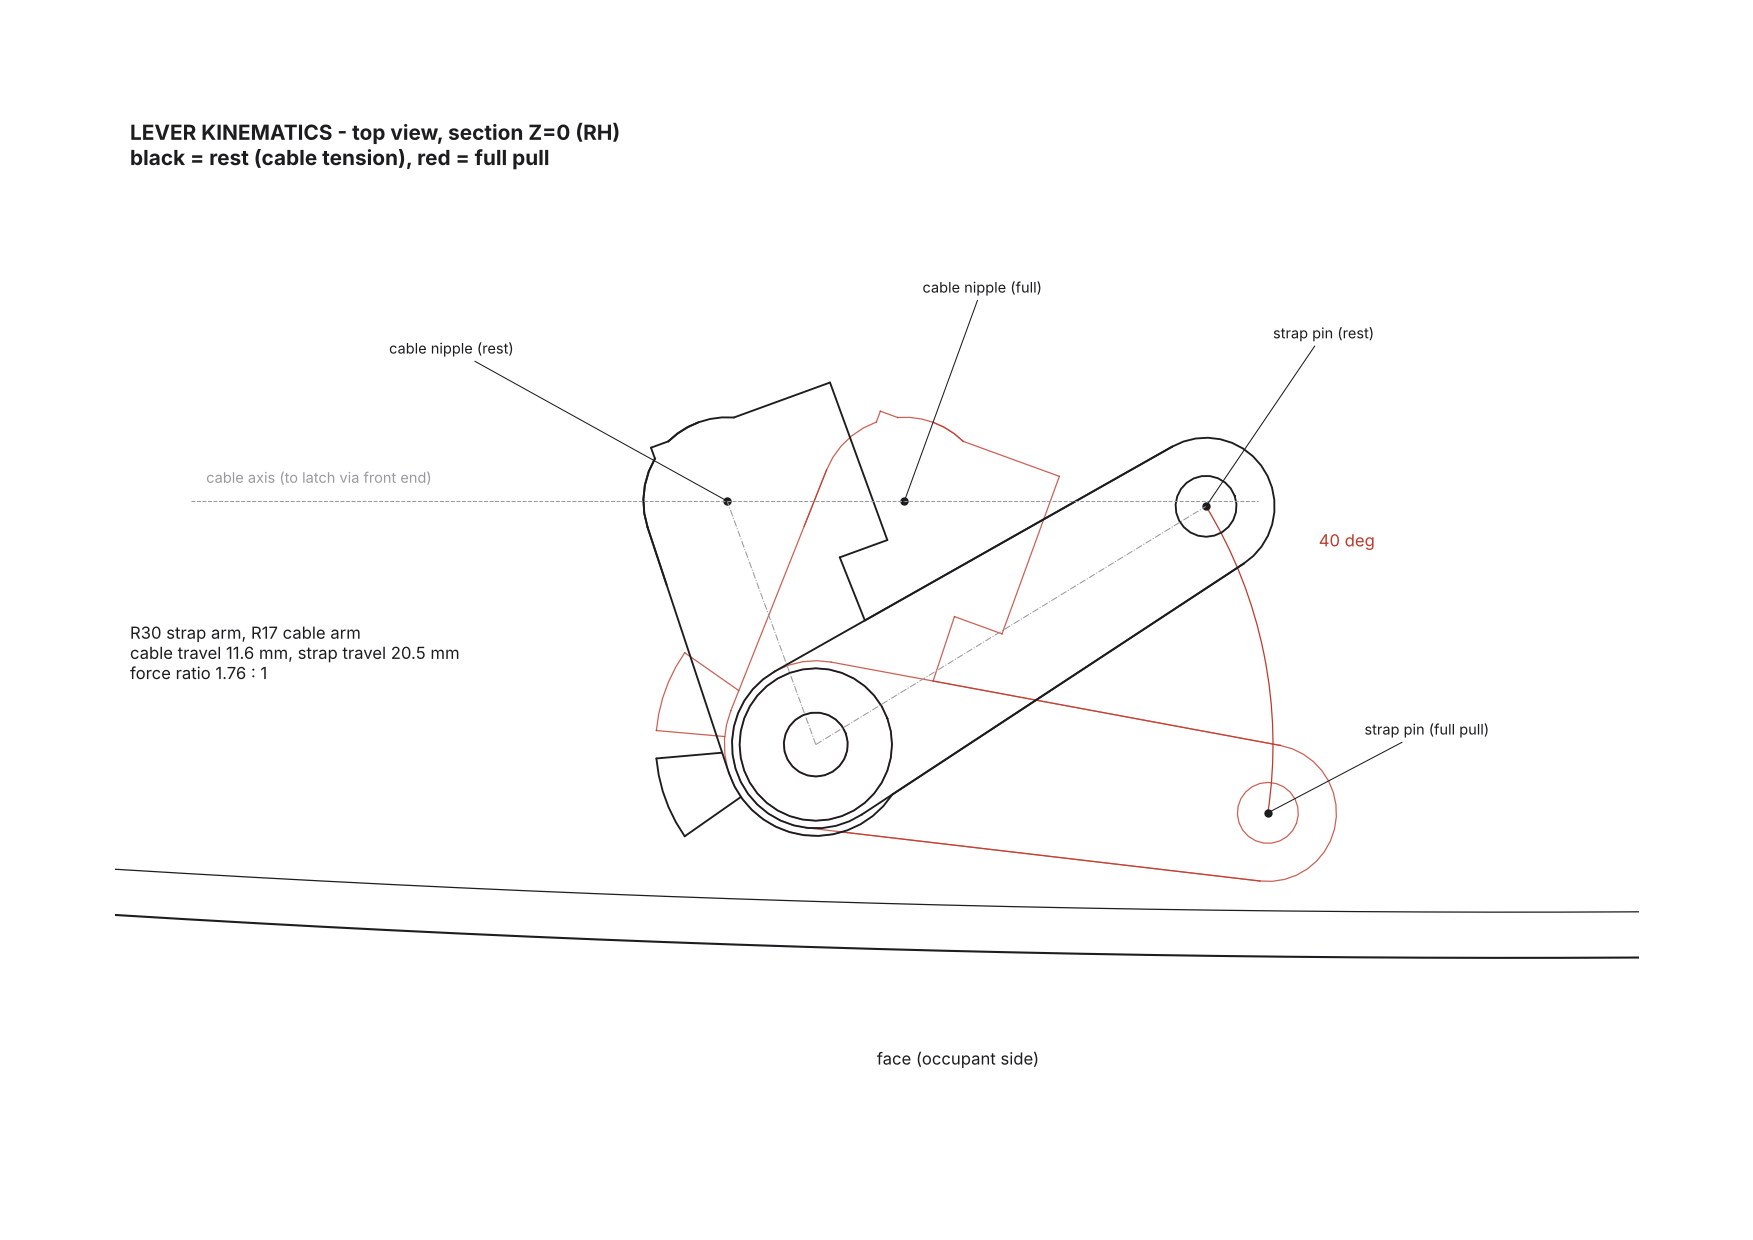 LEVER KINEMATICS - top view, section Z=0 (RH)
black = rest (cable tension), red = full pull
cable nipple (full)
strap pin (rest)
cable nipple (rest)
cable axis (to latch via front end)
40 deg
R30 strap arm, R17 cable arm
cable travel 11.6 mm, strap travel 20.5 mm
force ratio 1.76 : 1
strap pin (full pull)
face (occupant side)